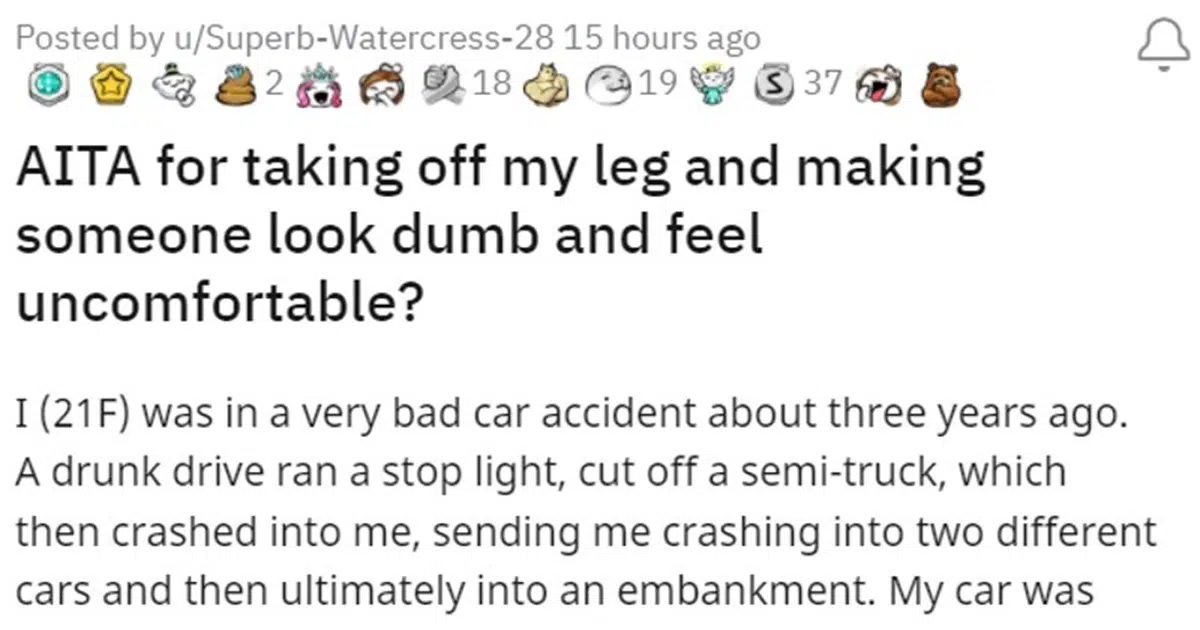 Posted by u/Superb-Watercress-28 15 hours ago
2 18 19 S 37
AITA for taking off my leg and making
someone look dumb and feel
uncomfortable?
I (21F) was in a very bad car accident about three years ago.
A drunk drive ran a stop light, cut off a semi-truck, which
then crashed into me, sending me crashing into two different
cars and then ultimately into an embankment. My car was